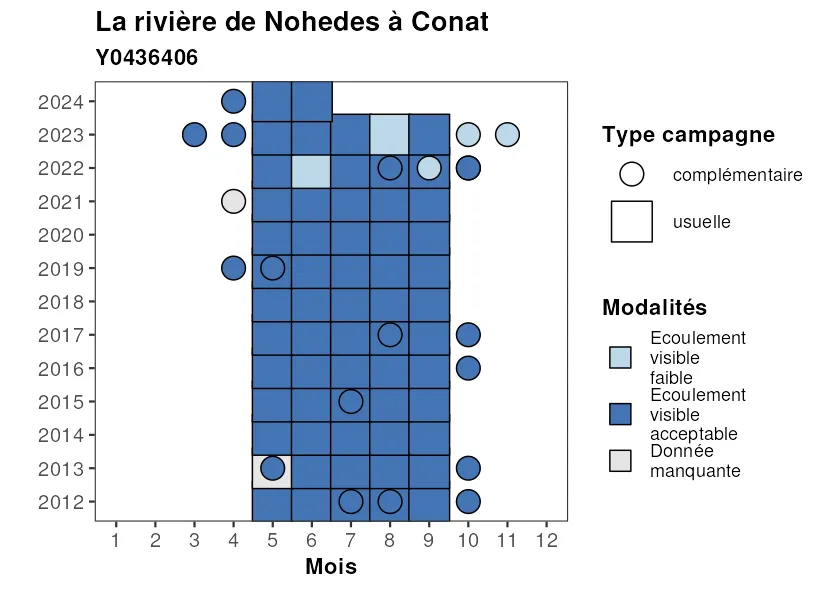 La rivière de Nohedes à Conat
Y0436406
2024
2023
2022
2021
2020
2019
2018
2017
2016
2015
2014
2013
2012
1 2 3 4 5 6 7 8 9 10 11 12
Mois
Type campagne
complémentaire
usuelle
Modalités
Ecoulement
visible
faible
Ecoulement
visible
acceptable
Donnée
manquante